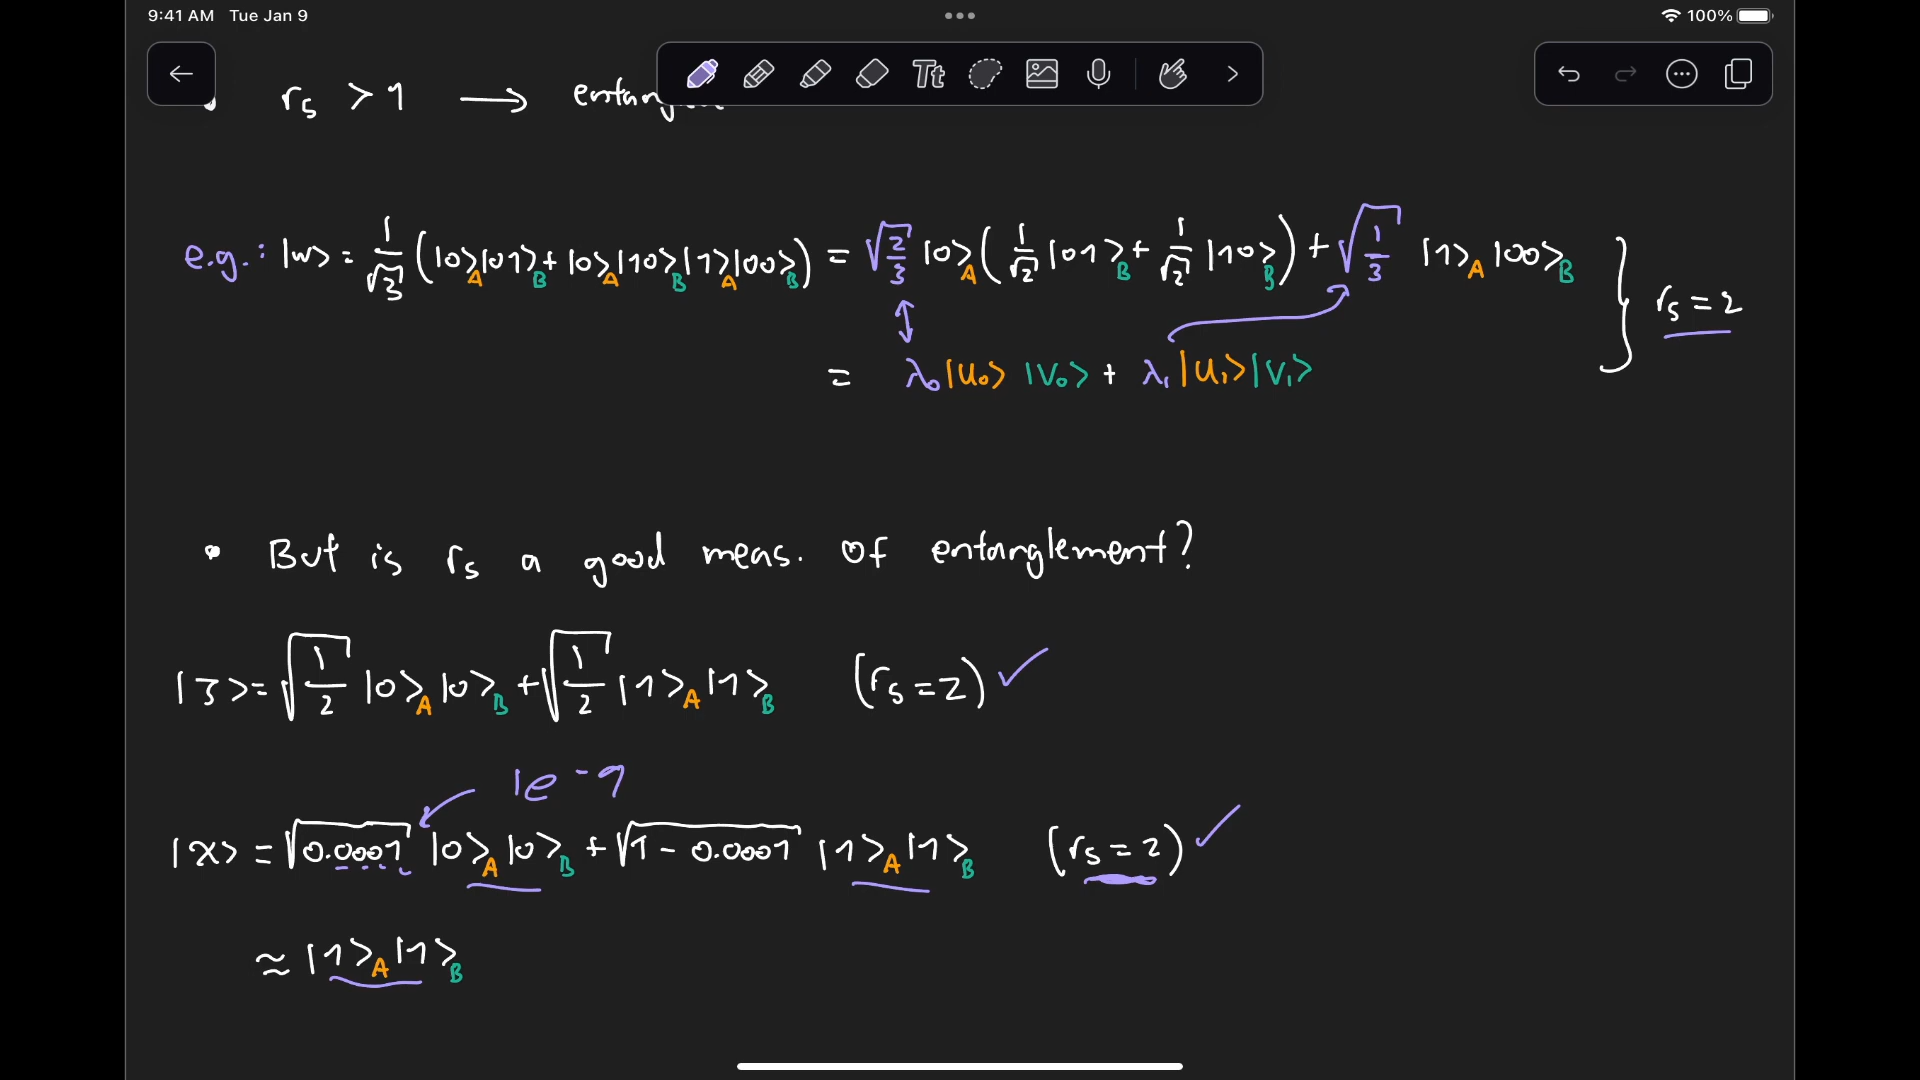 9:41 AM Tue Jan 9
100%
Tt
• r_s > 1 ⟶
e.g.: |w> = 1/√3 (|0>_A|01>_B + |0>_A|10>_B|1>_A|00>_B) = √(2/3) |0>_A (1/√2 |01>_B + 1/√2 |10>_B) + √(1/3) |1>_A|00>_B } r_s = 2
= λ₀|U₀>|V₀> + λ₁|U₁>|V₁>
• But is r_s a good meas. of entanglement?
|3> = √(1/2) |0>_A|0>_B + √(1/2) |1>_A|1>_B (r_s = 2) ✓
|X> = √0.0001 |0>_A|0>_B + √(1 - 0.0001) |1>_A|1>_B (r_s = 2) ✓
≈ |1>_A|1>_B